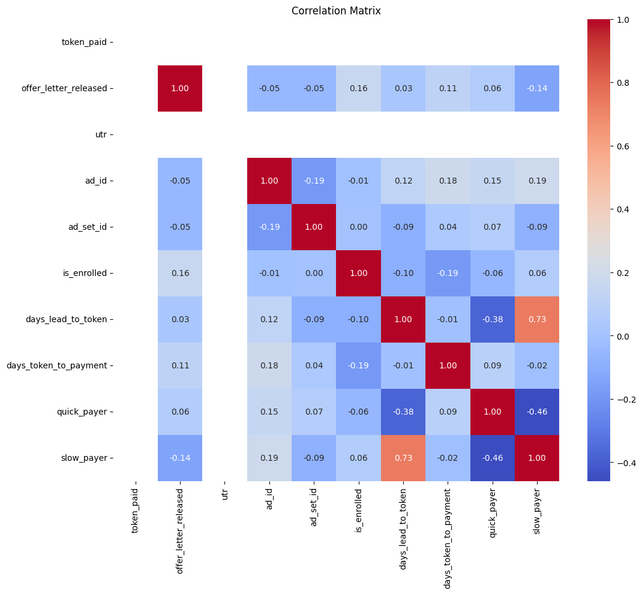 Correlation Matrix
token_paid
offer_letter_released 1.00 -0.05 -0.05 0.16 0.03 0.11 0.06 -0.14
utr
ad_id -0.05 1.00 -0.19 -0.01 0.12 0.18 0.15 0.19
ad_set_id -0.05 -0.19 1.00 0.00 -0.09 0.04 0.07 -0.09
is_enrolled 0.16 -0.01 0.00 1.00 -0.10 -0.19 -0.06 0.06
days_lead_to_token 0.03 0.12 -0.09 -0.10 1.00 -0.01 -0.38 0.73
days_token_to_payment 0.11 0.18 0.04 -0.19 -0.01 1.00 0.09 -0.02
quick_payer 0.06 0.15 0.07 -0.06 -0.38 0.09 1.00 -0.46
slow_payer -0.14 0.19 -0.09 0.06 0.73 -0.02 -0.46 1.00
token_paid
offer_letter_released
utr
ad_id
ad_set_id
is_enrolled
days_lead_to_token
days_token_to_payment
quick_payer
slow_payer
1.0
0.8
0.6
0.4
0.2
0.0
−0.2
−0.4